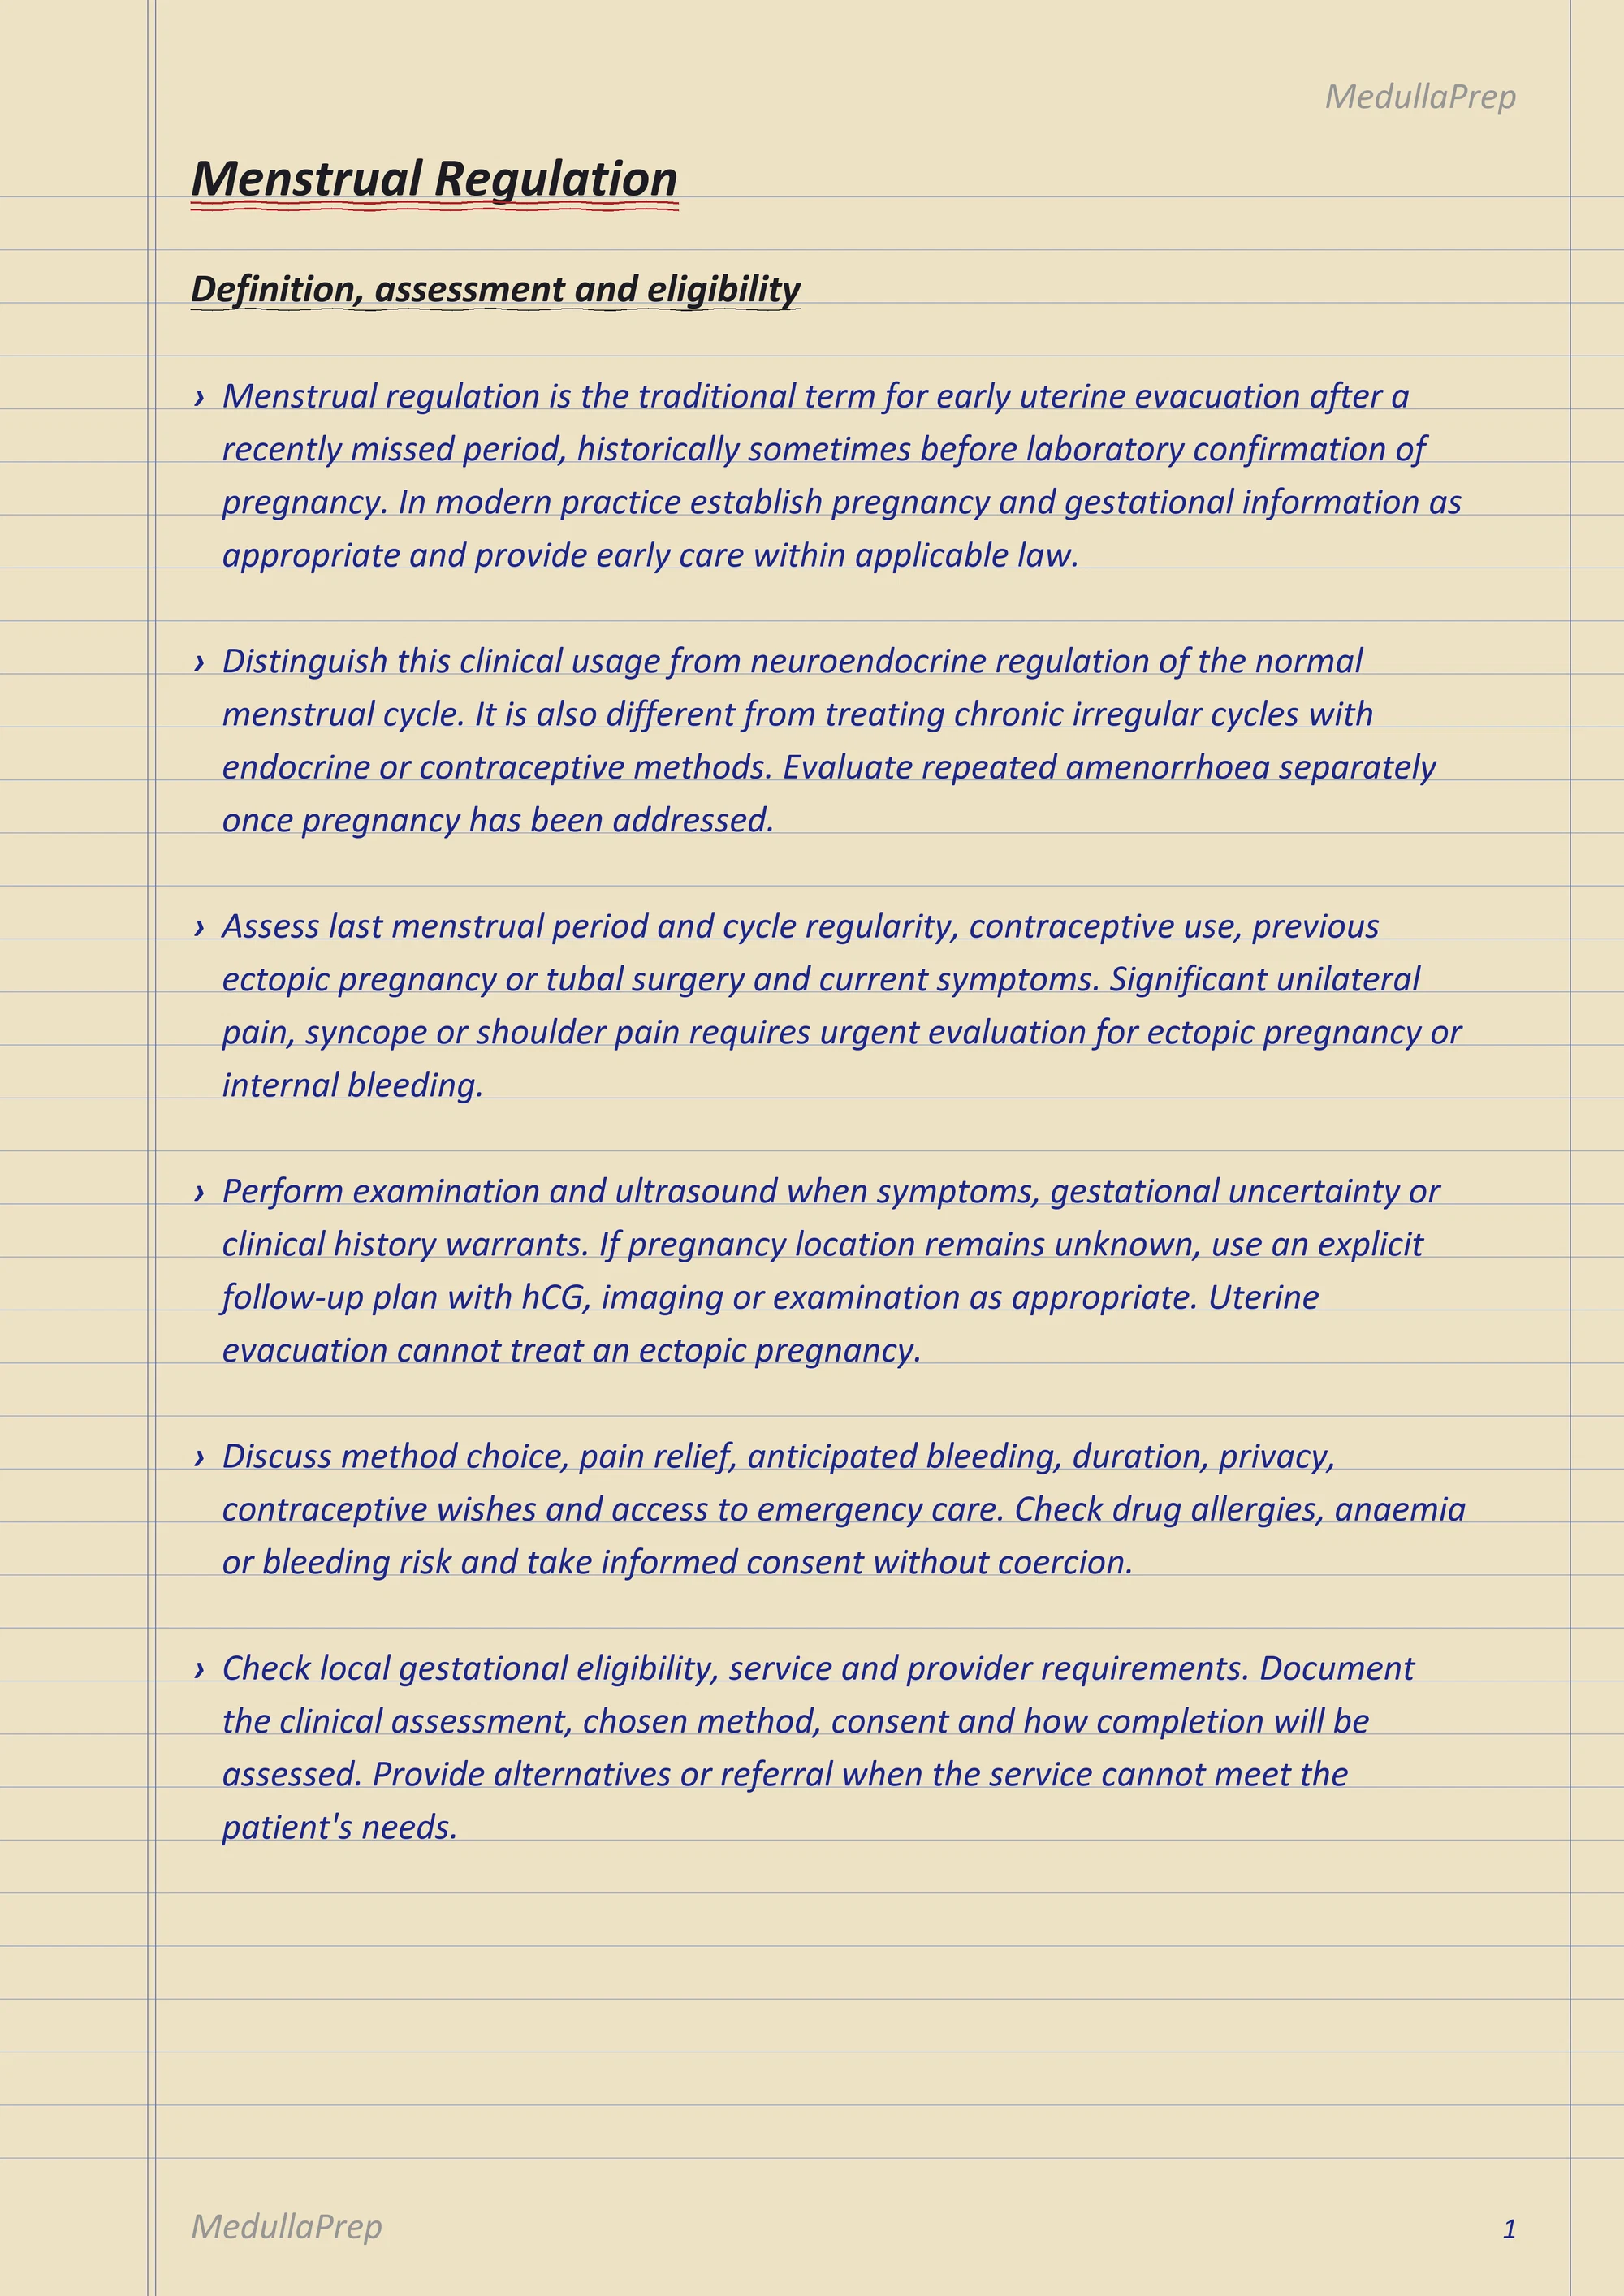 MedullaPrep
Menstrual Regulation
Definition, assessment and eligibility
› Menstrual regulation is the traditional term for early uterine evacuation after a
recently missed period, historically sometimes before laboratory confirmation of
pregnancy. In modern practice establish pregnancy and gestational information as
appropriate and provide early care within applicable law.
› Distinguish this clinical usage from neuroendocrine regulation of the normal
menstrual cycle. It is also different from treating chronic irregular cycles with
endocrine or contraceptive methods. Evaluate repeated amenorrhoea separately
once pregnancy has been addressed.
› Assess last menstrual period and cycle regularity, contraceptive use, previous
ectopic pregnancy or tubal surgery and current symptoms. Significant unilateral
pain, syncope or shoulder pain requires urgent evaluation for ectopic pregnancy or
internal bleeding.
› Perform examination and ultrasound when symptoms, gestational uncertainty or
clinical history warrants. If pregnancy location remains unknown, use an explicit
follow-up plan with hCG, imaging or examination as appropriate. Uterine
evacuation cannot treat an ectopic pregnancy.
› Discuss method choice, pain relief, anticipated bleeding, duration, privacy,
contraceptive wishes and access to emergency care. Check drug allergies, anaemia
or bleeding risk and take informed consent without coercion.
› Check local gestational eligibility, service and provider requirements. Document
the clinical assessment, chosen method, consent and how completion will be
assessed. Provide alternatives or referral when the service cannot meet the
patient's needs.
MedullaPrep
1